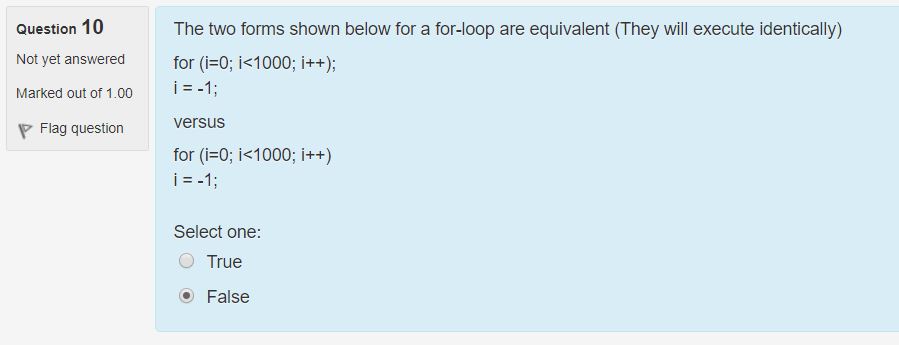 Question 10
Not yet answered
Marked out of 1.00
Flag question
The two forms shown below for a for-loop are equivalent (They will execute identically)
for (i=0; i<1000; i++);
i = -1;
versus
for (i=0; i<1000; i++)
i = -1;
Select one:
True
False